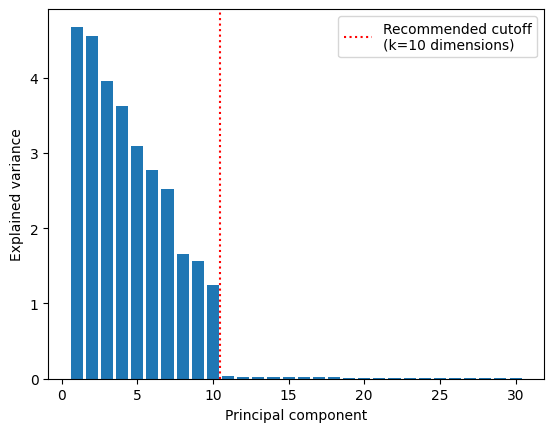 Recommended cutoff
(k=10 dimensions)
4
3
2
1
0
Explained variance
0 5 10 15 20 25 30
Principal component